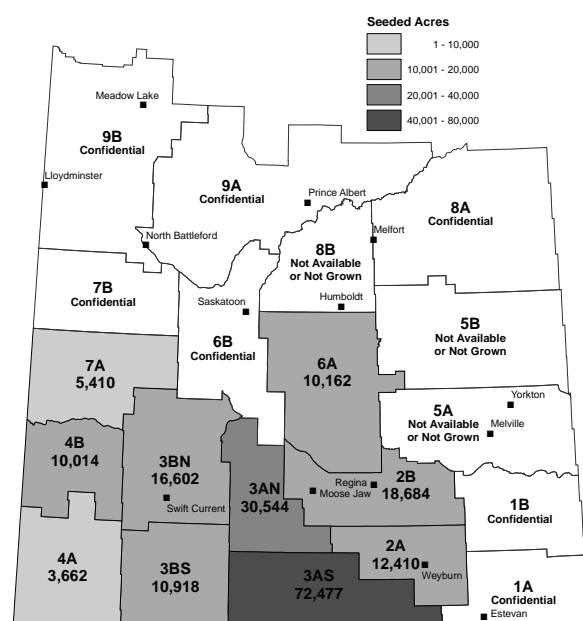 Seeded Acres
1 - 10,000
10,001 - 20,000
20,001 - 40,000
40,001 - 80,000
Meadow Lake
9B
Confidential
Lloydminster
9A
Confidential
Prince Albert
8A
Confidential
North Battleford
8B
Not Available
or Not Grown
Melfort
7B
Confidential
Saskatoon
Humboldt
6B
Confidential
5B
Not Available
or Not Grown
7A
5,410
6A
10,162
5A
Not Available
or Not Grown
Yorkton
Melville
4B
10,014
3BN
16,602
Swift Current
3AN
30,544
Regina
Moose Jaw
2B
18,684
1B
Confidential
4A
3,662
3BS
10,918
3AS
72,477
2A
12,410
Weyburn
1A
Confidential
Estevan